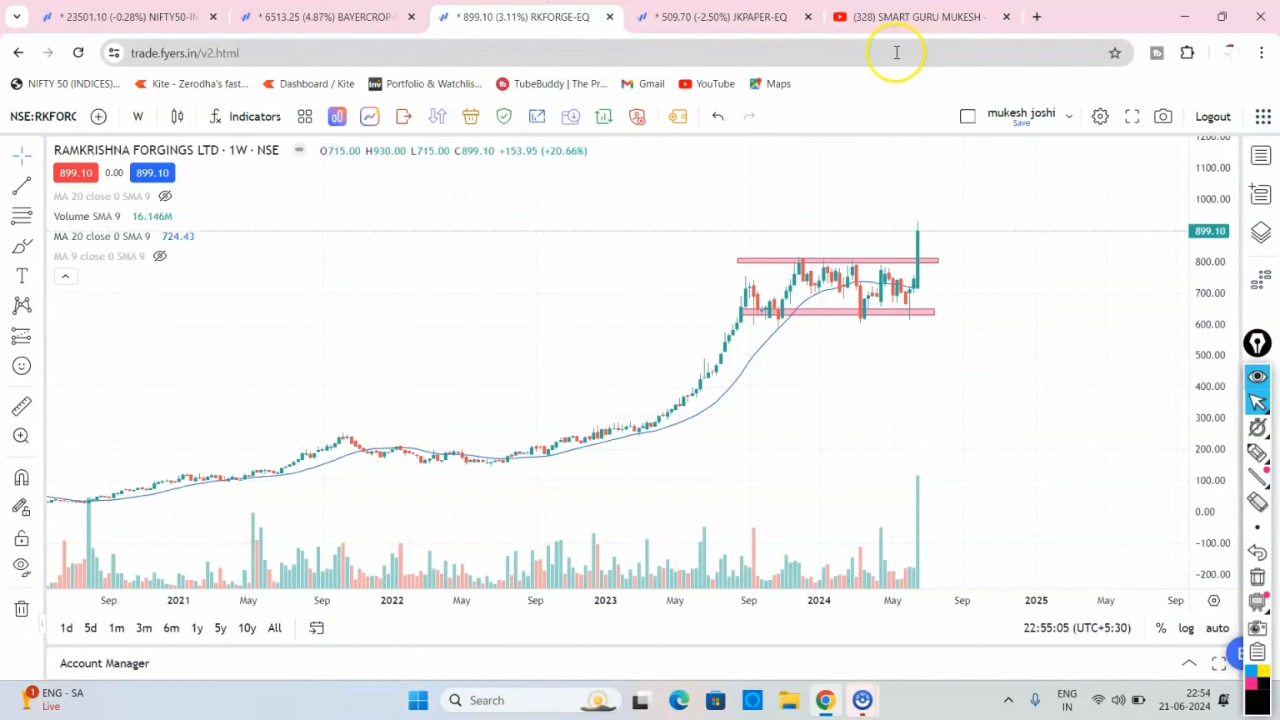 * 23501.10 (-0.28%) NIFTY50-IN
* 6513.25 (4.87%) BAYERCROP-
* 899.10 (3.11%) RKFORGE-EQ
* 509.70 (-2.50%) JKPAPER-EQ
(328) SMART GURU MUKESH -
trade.fyers.in/v2.html
NIFTY 50 (INDICES)...
Kite - Zerodha's fast...
Dashboard / Kite
Inv Portfolio & Watchlis...
TubeBuddy | The Pr...
Gmail
YouTube
Maps
NSE:RKFORG
W
Indicators
mukesh joshi
Save
Logout
RAMKRISHNA FORGINGS LTD · 1W · NSE
O715.00 H930.00 L715.00 C899.10 +153.95 (+20.66%)
899.10 0.00 899.10
MA 20 close 0 SMA 9
Volume SMA 9 16.146M
MA 20 close 0 SMA 9 724.43
MA 9 close 0 SMA 9
1200.00
1100.00
1000.00
899.10
800.00
700.00
600.00
500.00
400.00
300.00
200.00
100.00
0.00
-100.00
-200.00
Sep 2021 May Sep 2022 May Sep 2023 May Sep 2024 May Sep 2025 May Sep
1d 5d 1m 3m 6m 1y 5y 10y All
22:55:05 (UTC+5:30) % log auto
Account Manager
1
ENG - SA
Live
Search
ENG
IN
22:54
21-06-2024